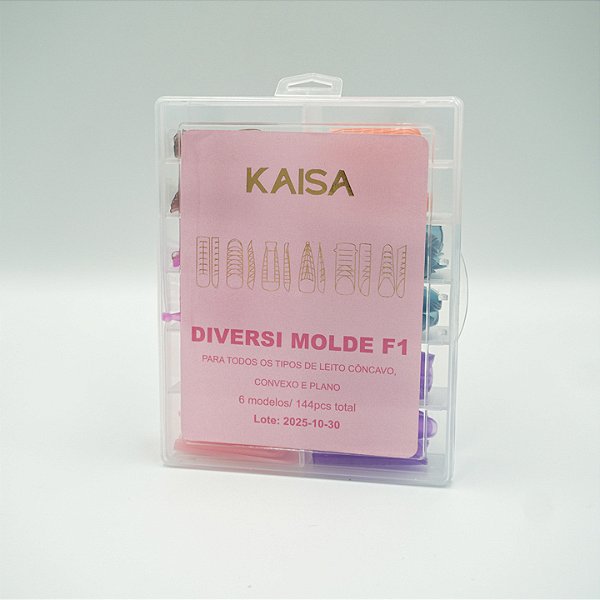 KAISA
DIVERSI MOLDE F1
PARA TODOS OS TIPOS DE LEITO CÔNCAVO,
CONVEXO E PLANO
6 modelos/ 144pcs total
Lote: 2025-10-30